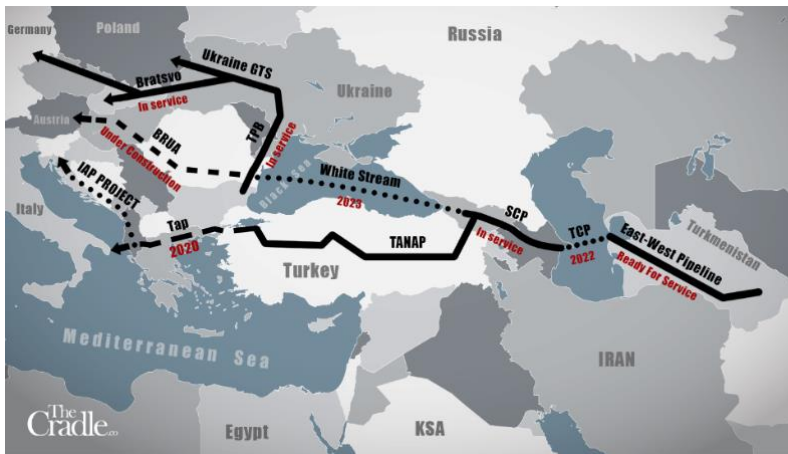 Germany
Poland
Russia
Ukraine GTS
Bratsvo
In service
Ukraine
Austria
BRUA
Under Construction
TPB
In service
Black Sea
White Stream
2023
IAP PROJECT
Italy
Tap
2020
SCP
In service
TCP
2022
East-West Pipeline
Ready For Service
Turkmenistan
TANAP
Turkey
Mediterranean Sea
IRAN
The
Cradle.co
Egypt
KSA